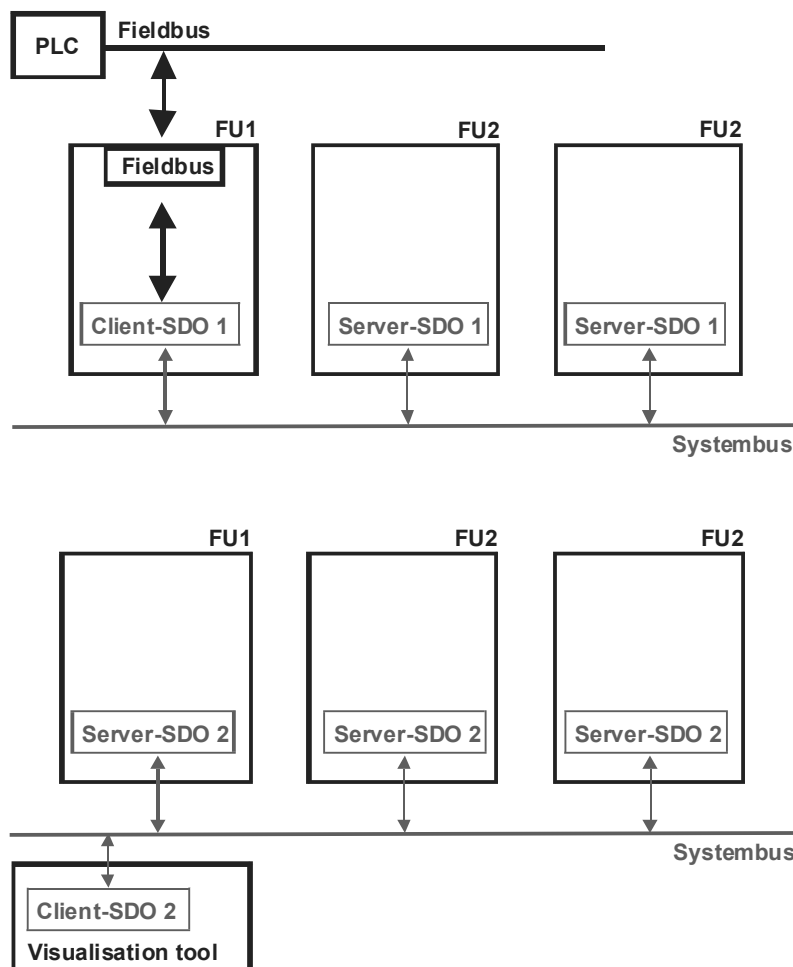 Fieldbus
PLC
FU1
FU2
FU2
Fieldbus
Client-SDO 1
Server-SDO 1
Server-SDO 1
Systembus
FU1
FU2
FU2
Server-SDO 2
Server-SDO 2
Server-SDO 2
Systembus
Client-SDO 2
Visualisation tool